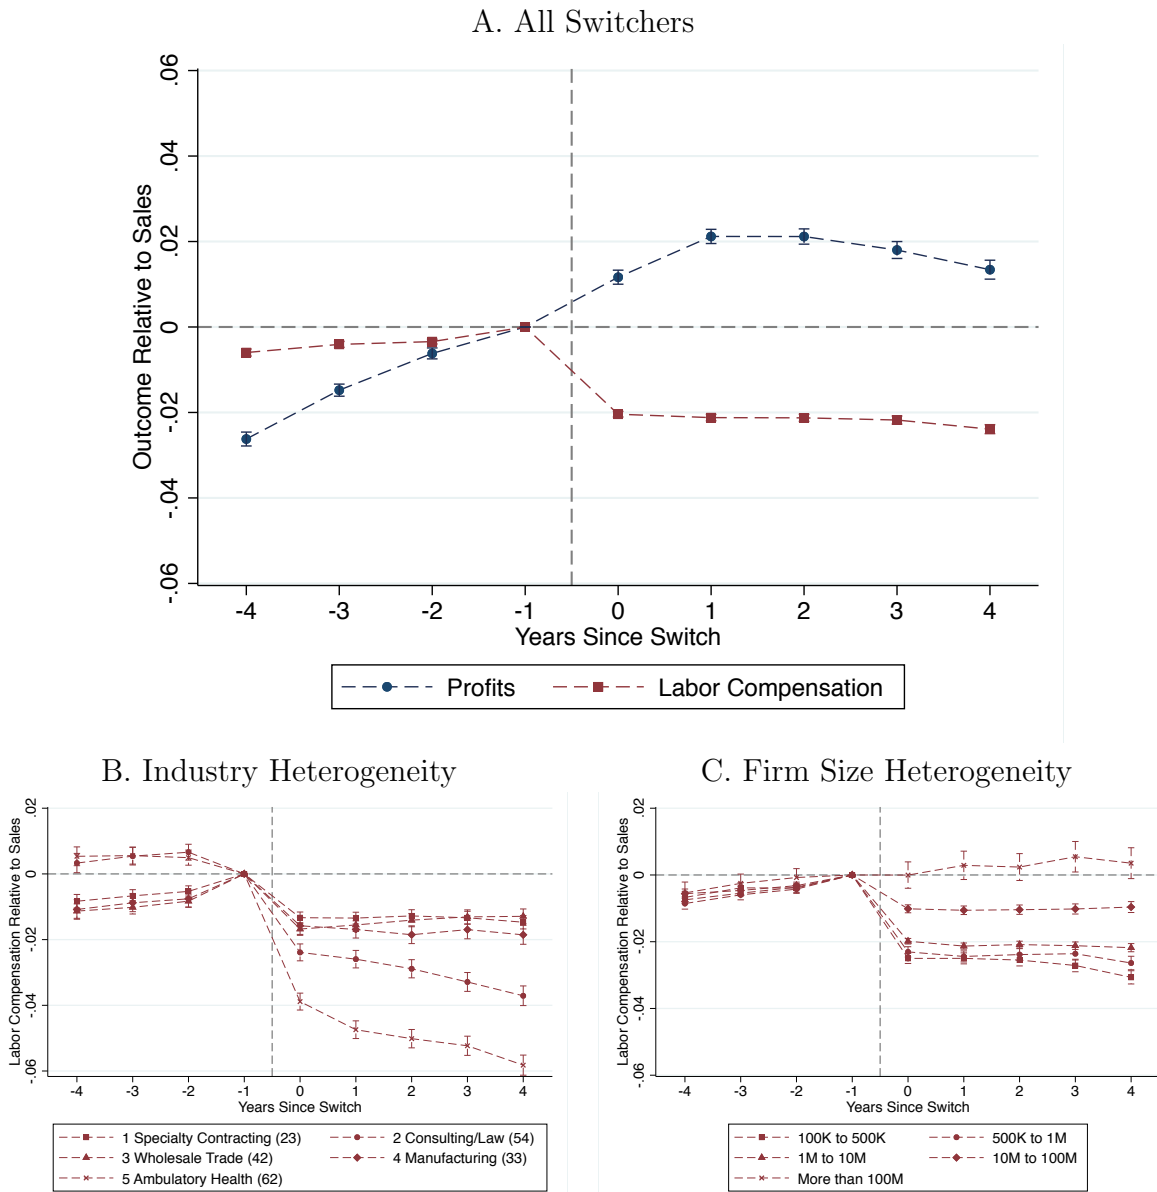 A. All Switchers
Outcome Relative to Sales
.06
.04
.02
0
-.02
-.04
-.06
-4 -3 -2 -1 0 1 2 3 4
Years Since Switch
Profits Labor Compensation
B. Industry Heterogeneity
Labor Compensation Relative to Sales
.02
0
-.02
-.04
-.06
-4 -3 -2 -1 0 1 2 3 4
Years Since Switch
1 Specialty Contracting (23) 2 Consulting/Law (54)
3 Wholesale Trade (42) 4 Manufacturing (33)
5 Ambulatory Health (62)
C. Firm Size Heterogeneity
Labor Compensation Relative to Sales
.02
0
-.02
-.04
-.06
-4 -3 -2 -1 0 1 2 3 4
Years Since Switch
100K to 500K 500K to 1M
1M to 10M 10M to 100M
More than 100M